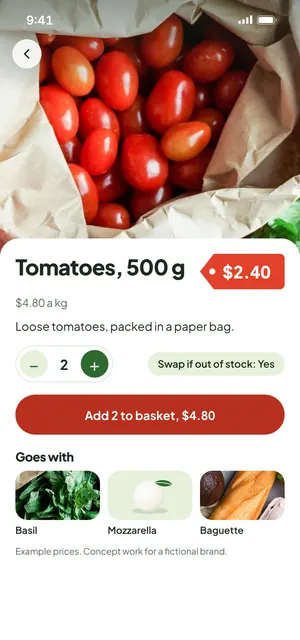 9:41
Tomatoes, 500 g
$2.40
$4.80 a kg
Loose tomatoes, packed in a paper bag.
− 2 +
Swap if out of stock: Yes
Add 2 to basket, $4.80
Goes with
Basil
Mozzarella
Baguette
Example prices. Concept work for a fictional brand.